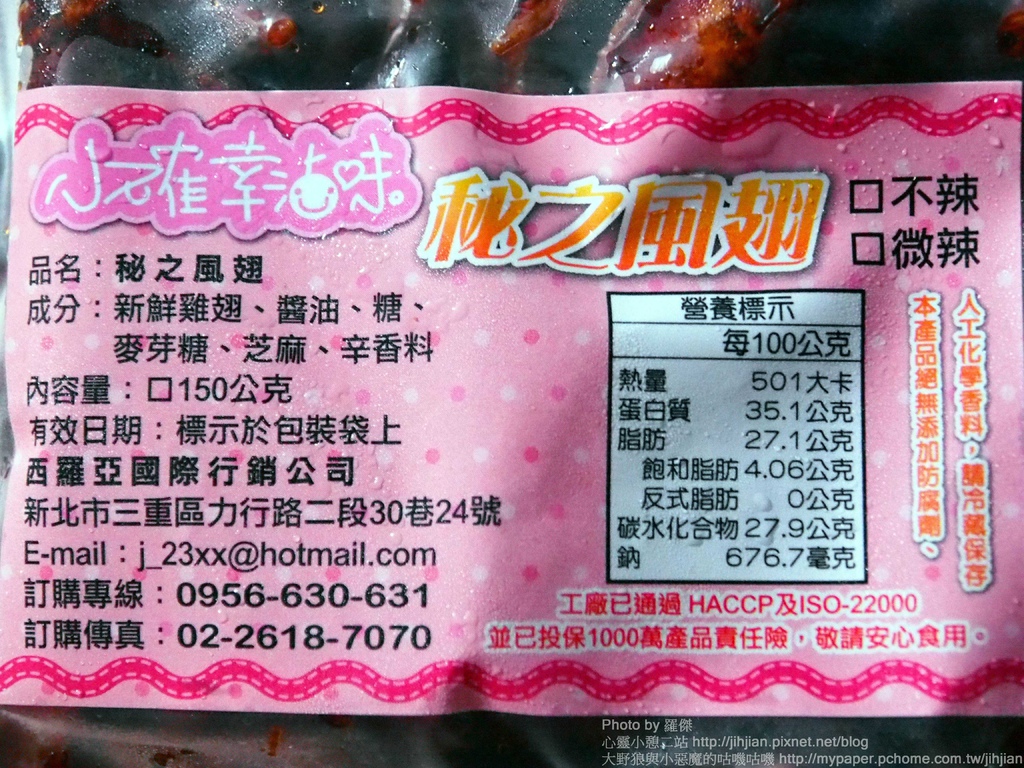 小確幸滷味
秘之風翅
□不辣
□微辣
品名：秘之風翅
成分：新鮮雞翅、醬油、糖、
麥芽糖、芝麻、辛香料
內容量：□150公克
有效日期：標示於包裝袋上
西羅亞國際行銷公司
新北市三重區力行路二段30巷24號
E-mail：j_23xx@hotmail.com
訂購專線：0956-630-631
訂購傳真：02-2618-7070
營養標示
每100公克
熱量 501大卡
蛋白質 35.1公克
脂肪 27.1公克
飽和脂肪 4.06公克
反式脂肪 0公克
碳水化合物 27.9公克
鈉 676.7毫克
本產品絕無添加防腐劑、
人工化學香料，請冷藏保存
工廠已通過 HACCP及ISO-22000
並已投保1000萬產品責任險，敬請安心食用。
Photo by 羅傑
心靈小憩二站 http://jihjian.pixnet.net/blog
大野狼與小惡魔的咕嘰咕嘰 http://mypaper.pchome.com.tw/jihjian